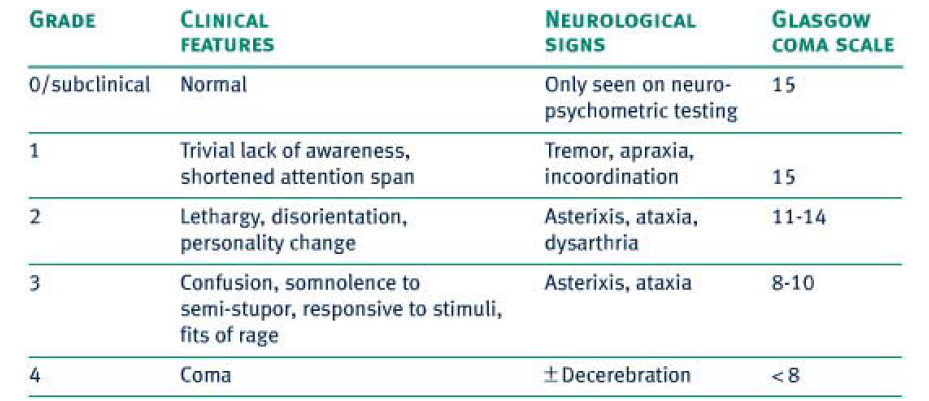 GRADE CLINICAL FEATURES NEUROLOGICAL SIGNS GLASGOW COMA SCALE
0/subclinical Normal Only seen on neuro- 15
psychometric testing
1 Trivial lack of awareness, Tremor, apraxia,
shortened attention span incoordination 15
2 Lethargy, disorientation, Asterixis, ataxia, 11-14
personality change dysarthria
3 Confusion, somnolence to Asterixis, ataxia 8-10
semi-stupor, responsive to stimuli,
fits of rage
4 Coma ±Decerebration <8